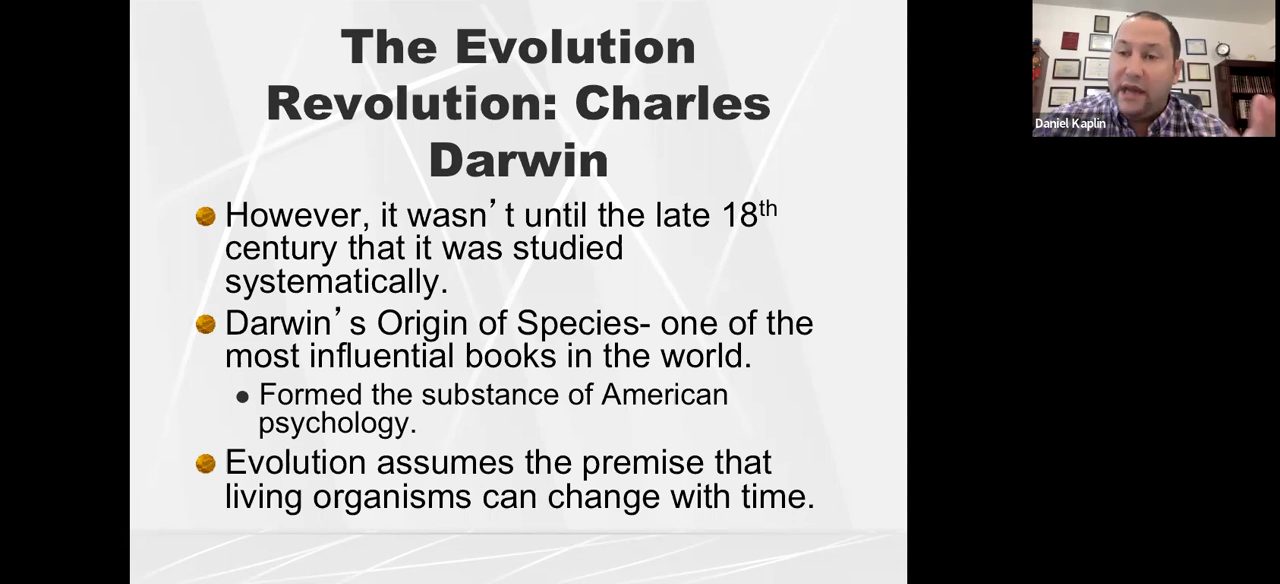 The Evolution
Revolution: Charles
Darwin
However, it wasn’t until the late 18th
century that it was studied
systematically.
Darwin’s Origin of Species- one of the
most influential books in the world.
Formed the substance of American
psychology.
Evolution assumes the premise that
living organisms can change with time.
Daniel Kaplin